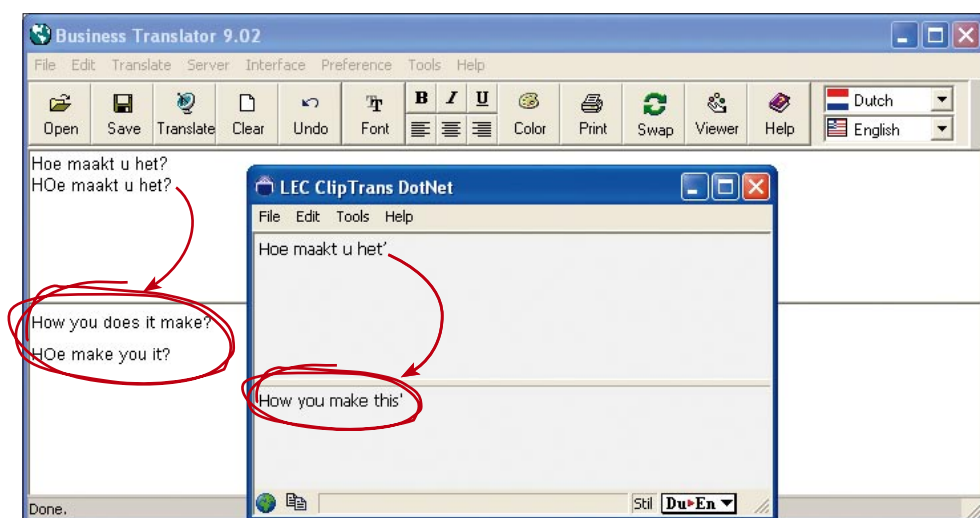 Business Translator 9.02
File Edit Translate Server Interface Preference Tools Help
B I U
Dutch
Open Save Translate Clear Undo Font Color Print Swap Viewer Help English
Hoe maakt u het?
HOe maakt u het?
How you does it make?
HOe make you it?
Done.
LEC ClipTrans DotNet
File Edit Tools Help
Hoe maakt u het'
How you make this'
Stil Du▸En